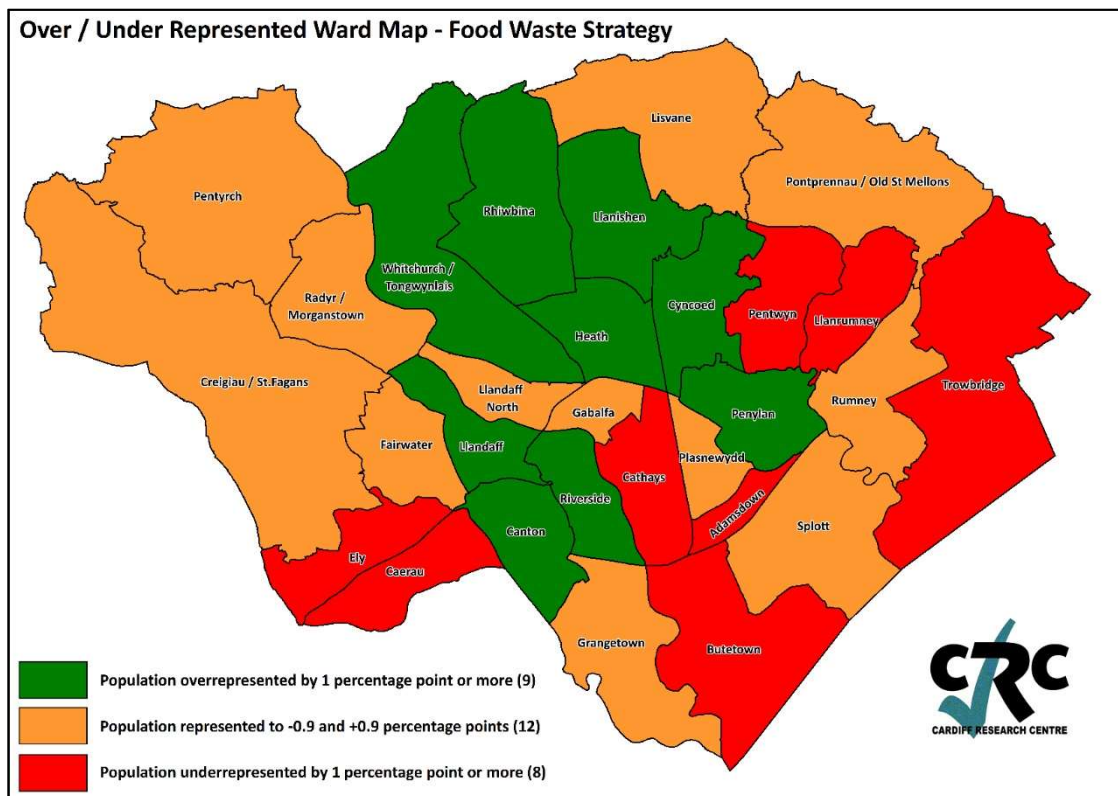 Over / Under Represented Ward Map - Food Waste Strategy
Lisvane
Pontprennau / Old St Mellons
Pentyrch
Rhiwbina
Llanishen
Whitchurch /
Tongwynlais
Radyr /
Morganstown
Cyncoed
Pentwyn
Llanrumney
Heath
Creigiau / St.Fagans
Trowbridge
Llandaff
North
Gabalfa
Penylan
Rumney
Fairwater
Llandaff
Plasnewydd
Cathays
Riverside
Adamsdown
Splott
Canton
Ely
Caerau
Grangetown
Butetown
Population overrepresented by 1 percentage point or more (9)
Population represented to -0.9 and +0.9 percentage points (12)
Population underrepresented by 1 percentage point or more (8)
CRC
CARDIFF RESEARCH CENTRE